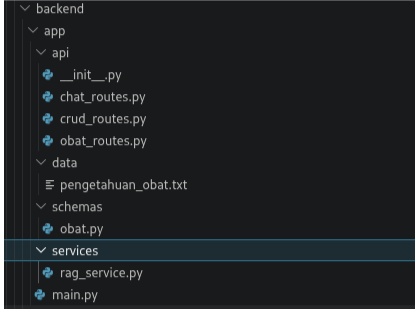 backend
app
api
__init__.py
chat_routes.py
crud_routes.py
obat_routes.py
data
pengetahuan_obat.txt
schemas
obat.py
services
rag_service.py
main.py